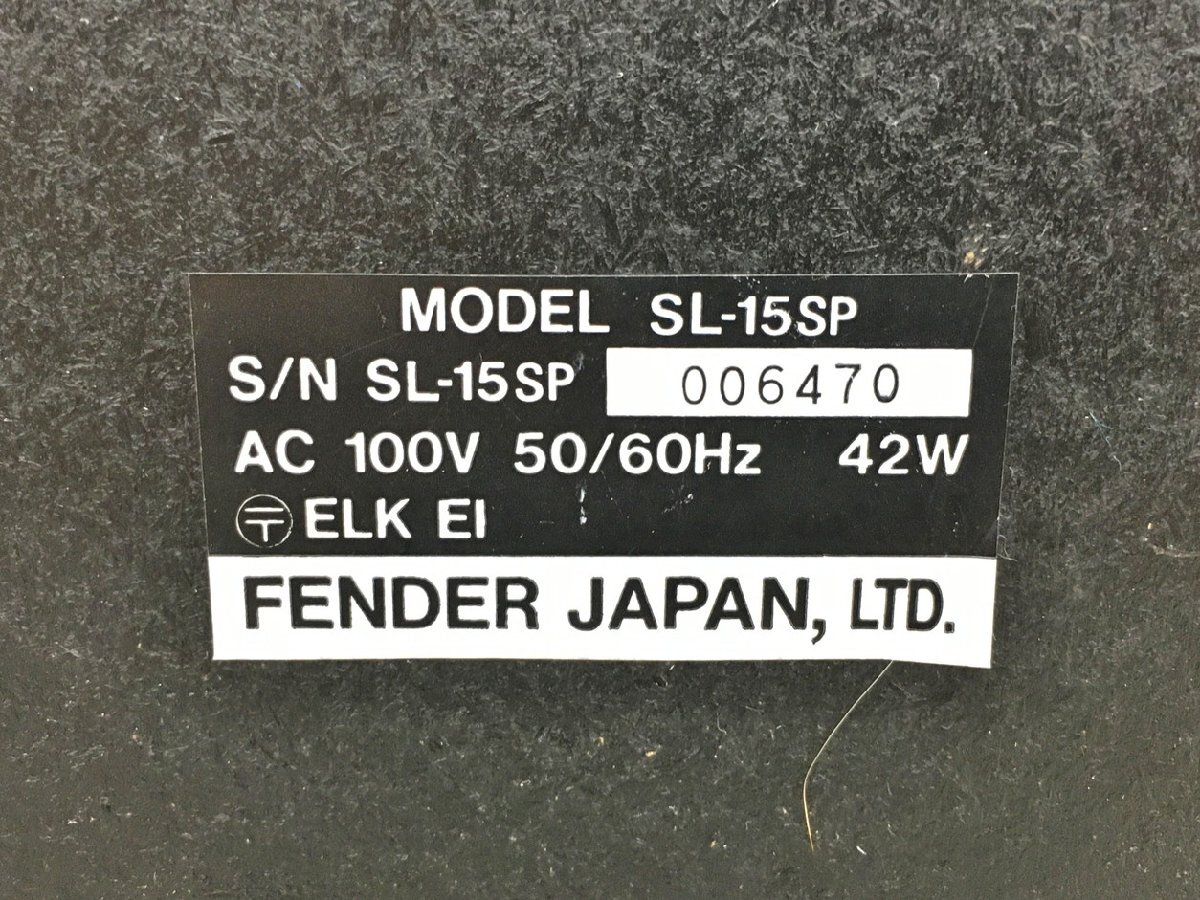 MODEL SL-15SP
S/N SL-15SP 006470
AC 100V 50/60Hz 42W
〶 ELK EI
FENDER JAPAN, LTD.